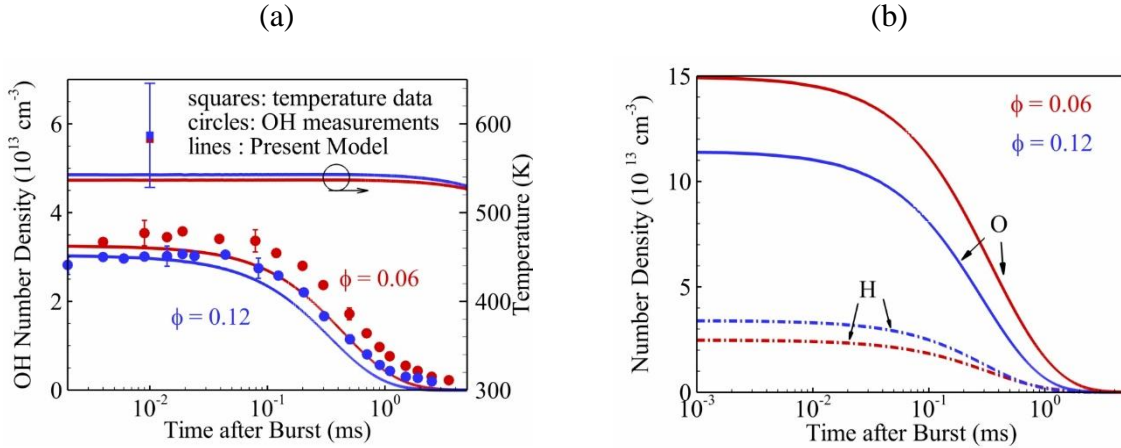 (a)
(b)
squares: temperature data
circles: OH measurements
lines : Present Model
ϕ = 0.06
ϕ = 0.12
OH Number Density (10¹³ cm⁻³)
0
2
4
6
Temperature (K)
300
400
500
600
10⁻²
10⁻¹
10⁰
Time after Burst (ms)
ϕ = 0.06
ϕ = 0.12
O
H
Number Density (10 ¹³ cm⁻³)
0
5
10
15
10⁻³
10⁻²
10⁻¹
10⁰
Time after Burst (ms)